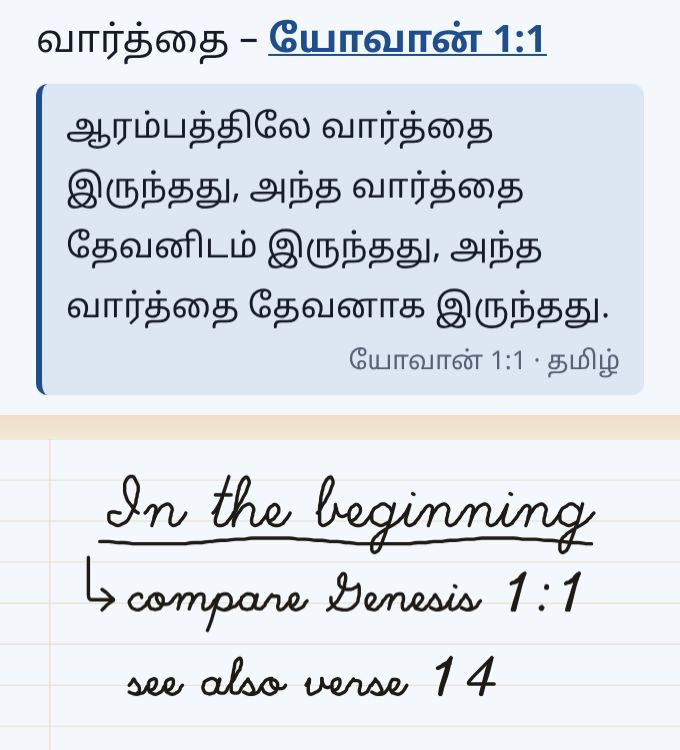 வார்த்தை – யோவான் 1:1
ஆரம்பத்திலே வார்த்தை
இருந்தது, அந்த வார்த்தை
தேவனிடம் இருந்தது, அந்த
வார்த்தை தேவனாக இருந்தது.
யோவான் 1:1 · தமிழ்
In the beginning
↳ compare Genesis 1:1
see also verse 14